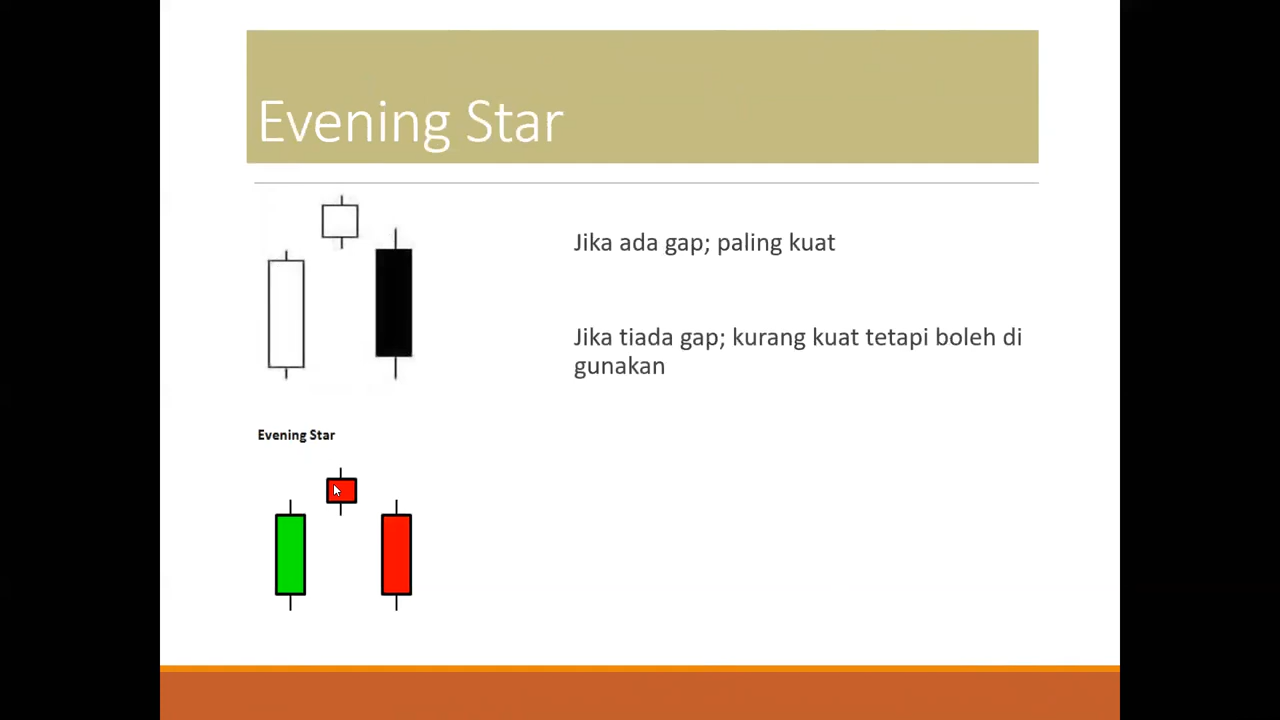 Evening Star
Jika ada gap; paling kuat
Jika tiada gap; kurang kuat tetapi boleh di
gunakan
Evening Star